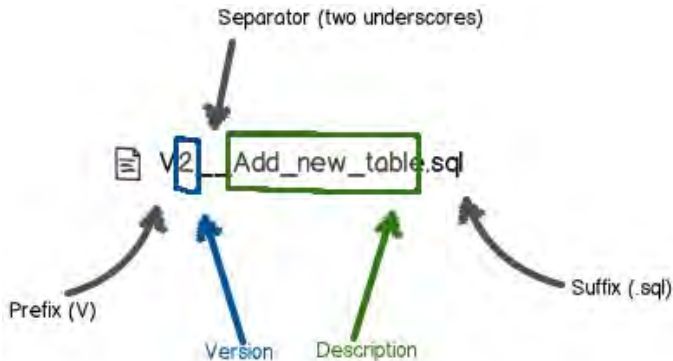 Separator (two underscores)
V2__Add_new_table.sql
Prefix (V)
Suffix (.sql)
Version
Description